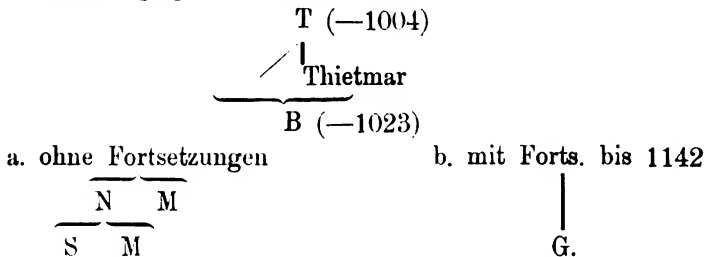 T (—1004)
Thietmar
B (—1023)
a. ohne Fortsetzungen b. mit Forts. bis 1142
N M
S M G.